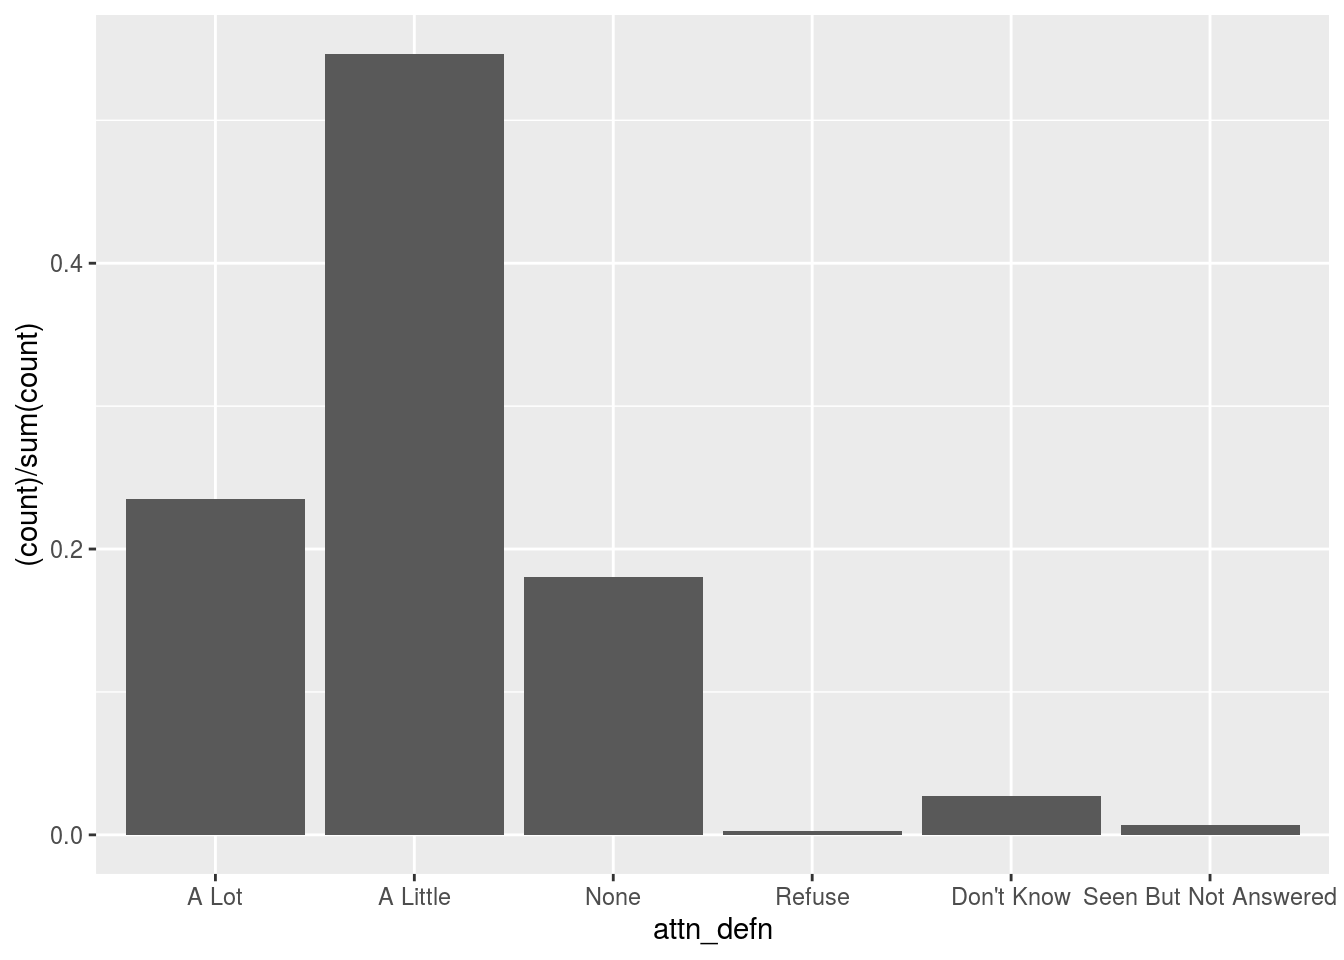 (count)/sum(count)
0.4
0.2
0.0
A Lot A Little None Refuse Don't Know Seen But Not Answered
attn_defn